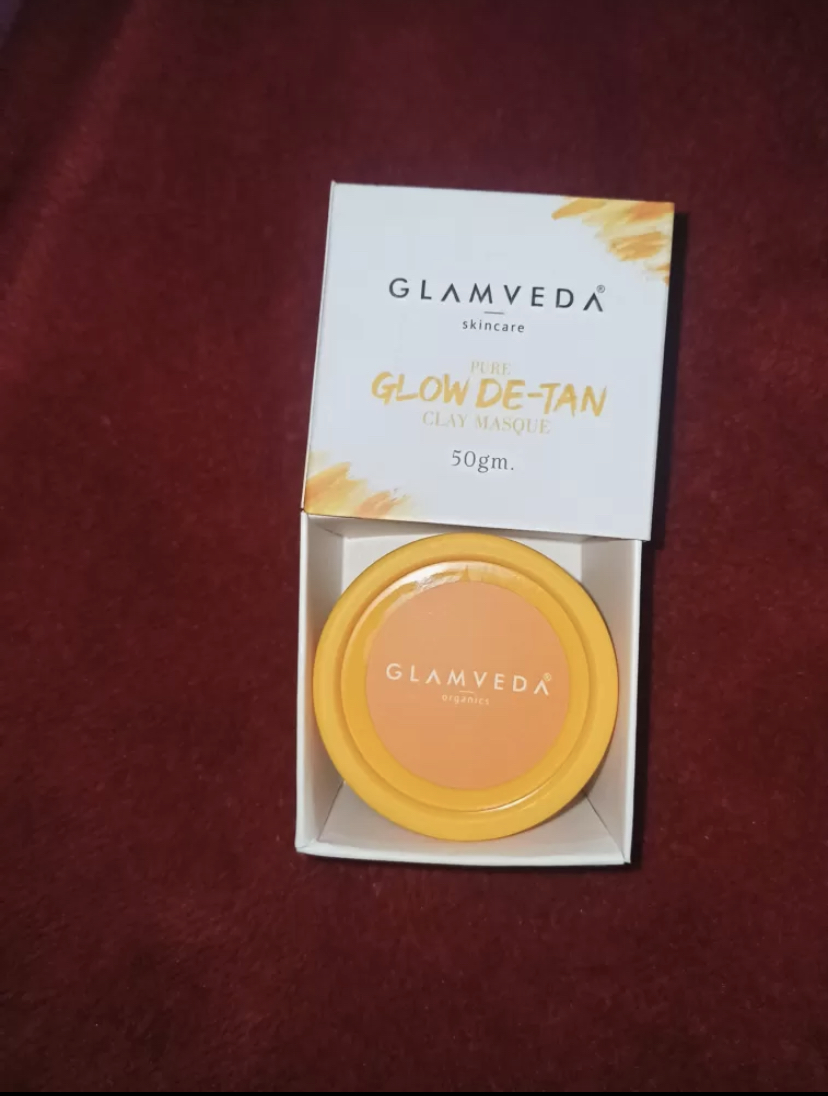 GLAMVEDA®
skincare
PURE
GLOW DE-TAN
CLAY MASQUE
50gm.
GLAMVEDA®
organics